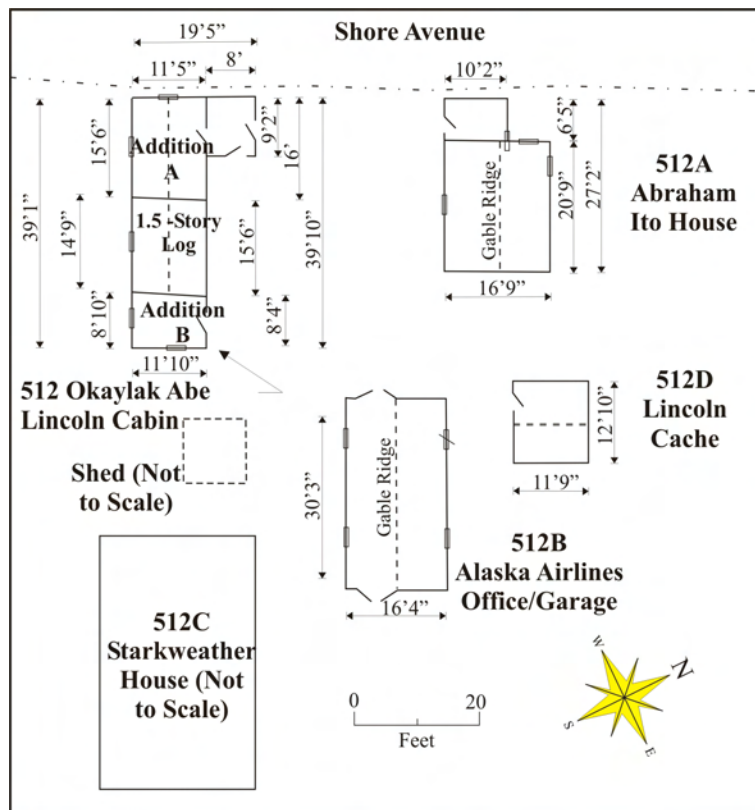 Shore Avenue
19'5”
11'5”
8'
10'2”
39'1”
15'6”
Addition
A
9'2”
16'
6'5”
14'9”
1.5 -Story
Log
15'6”
39'10”
Gable Ridge
20'9”
27'2”
512A
Abraham
Ito House
8'10”
Addition
B
8'4”
16'9”
11'10”
512 Okaylak Abe
Lincoln Cabin
Shed (Not
to Scale)
30'3”
Gable Ridge
16'4”
12'10”
11'9”
512D
Lincoln
Cache
512B
Alaska Airlines
Office/Garage
512C
Starkweather
House (Not
to Scale)
0
20
Feet
W
N
S
E